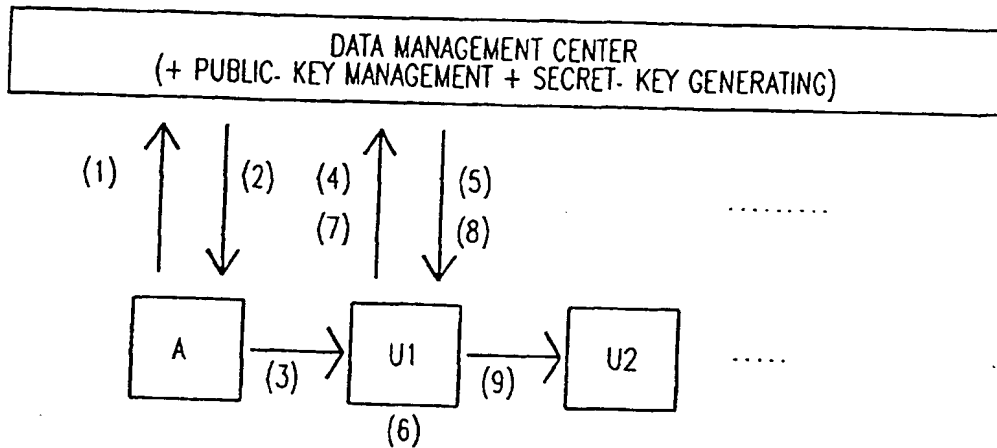 DATA MANAGEMENT CENTER
(+ PUBLIC- KEY MANAGEMENT + SECRET- KEY GENERATING)
(1)
(2)
(4)
(5)
(7)
(8)
.........
A
(3)
U1
(9)
U2
.....
(6)